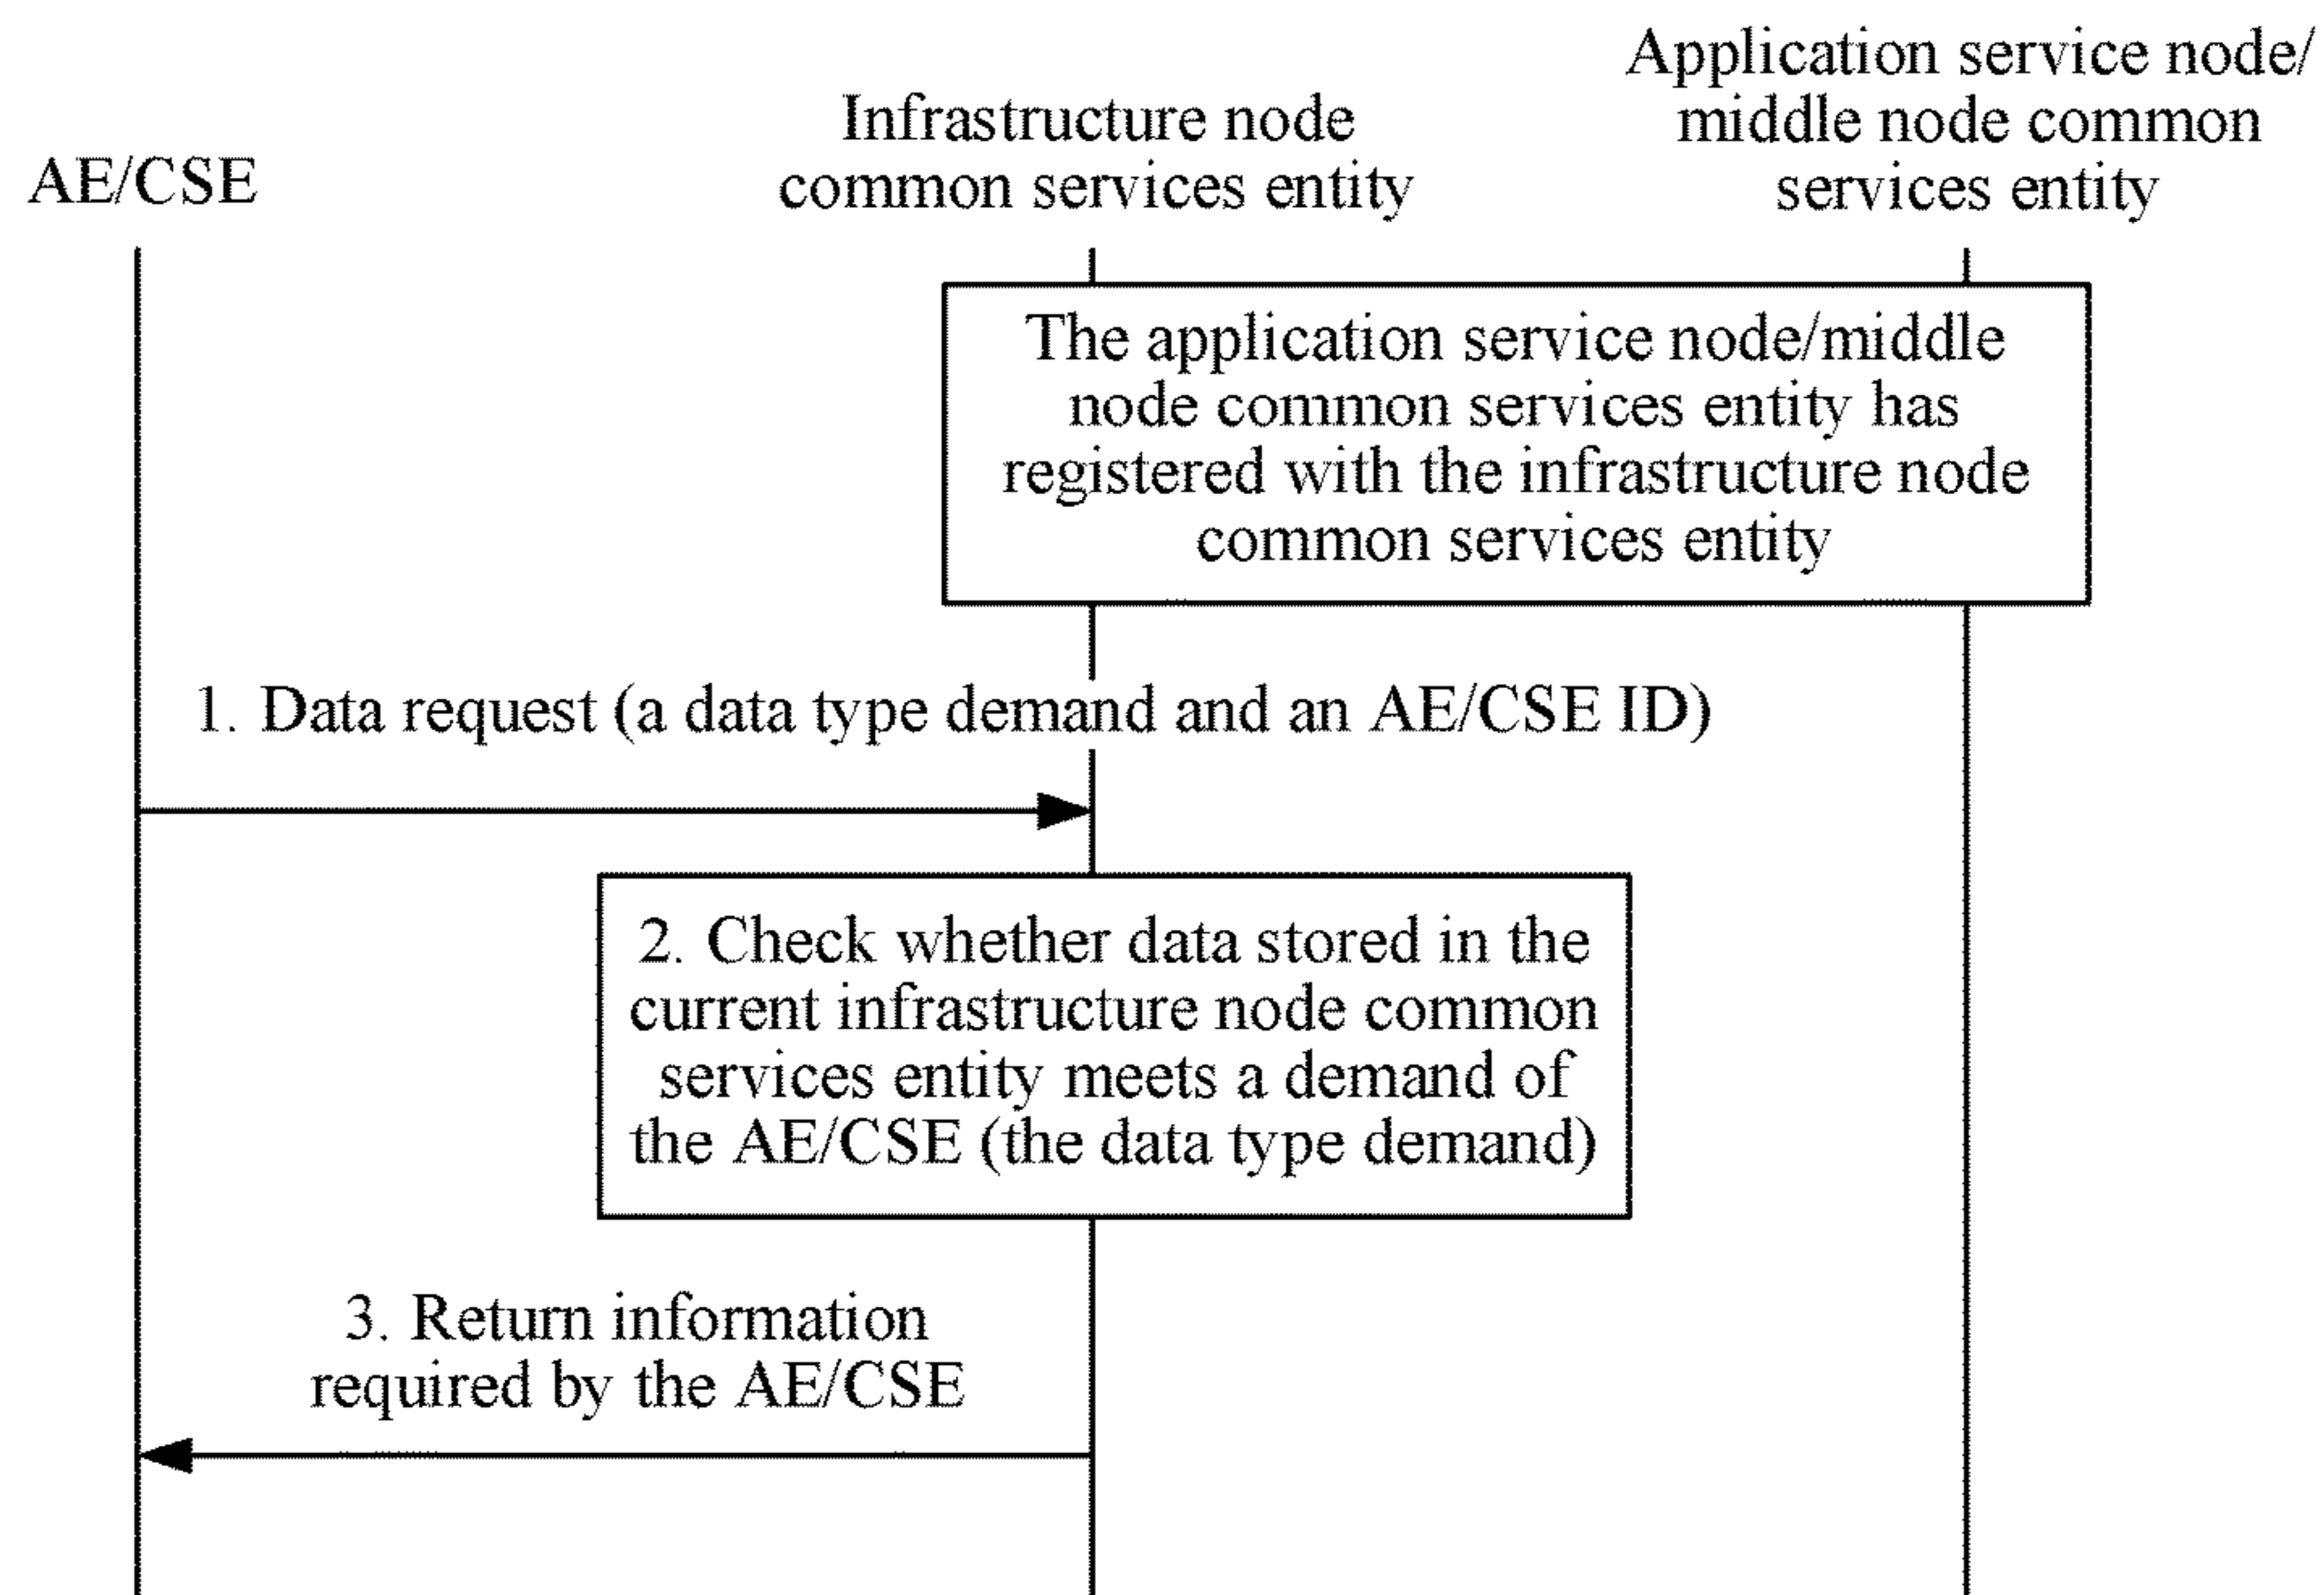 AE/CSE
Infrastructure node
common services entity
Application service node/
middle node common
services entity
The application service node/middle
node common services entity has
registered with the infrastructure node
common services entity
1. Data request (a data type demand and an AE/CSE ID)
2. Check whether data stored in the
current infrastructure node common
services entity meets a demand of
the AE/CSE (the data type demand)
3. Return information
required by the AE/CSE